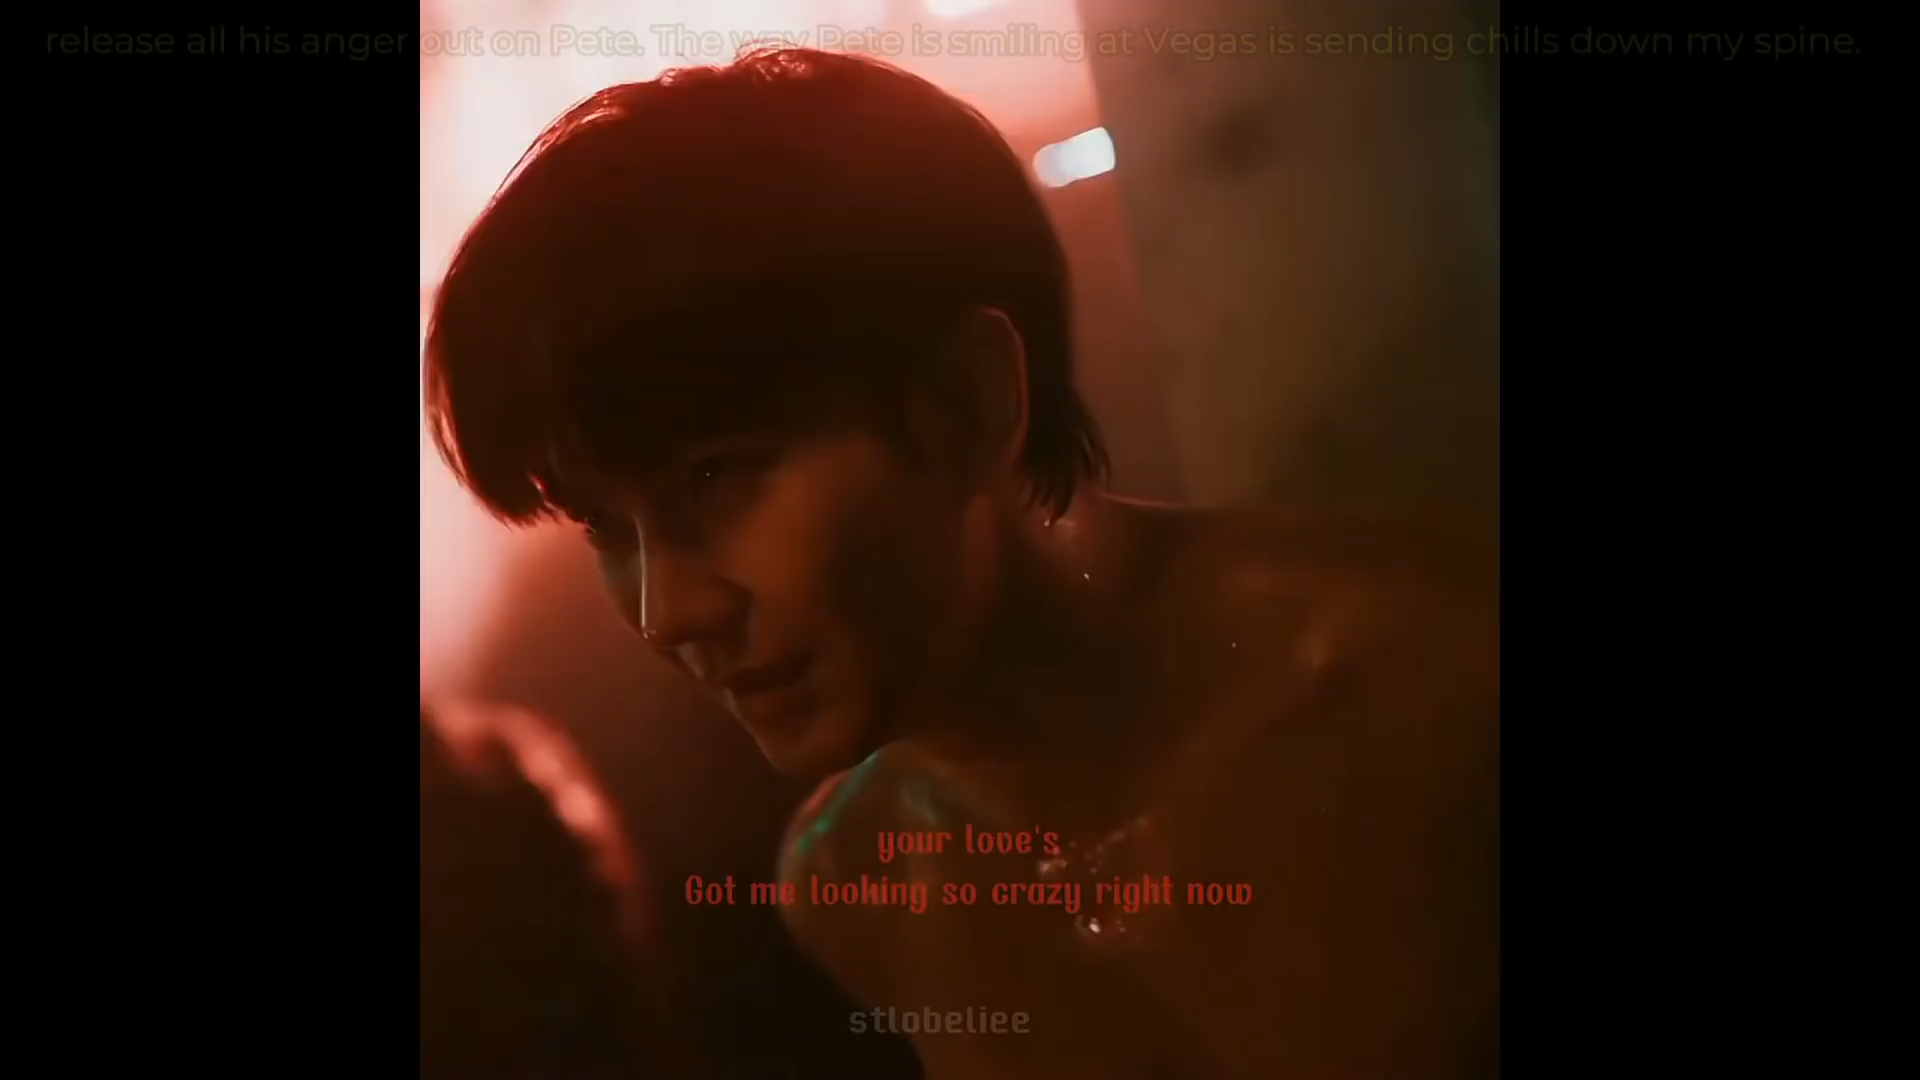 release all his anger out on Pete. The way Pete is smiling at Vegas is sending chills down my spine.
your love's
Got me looking so crazy right now
stlobeliee